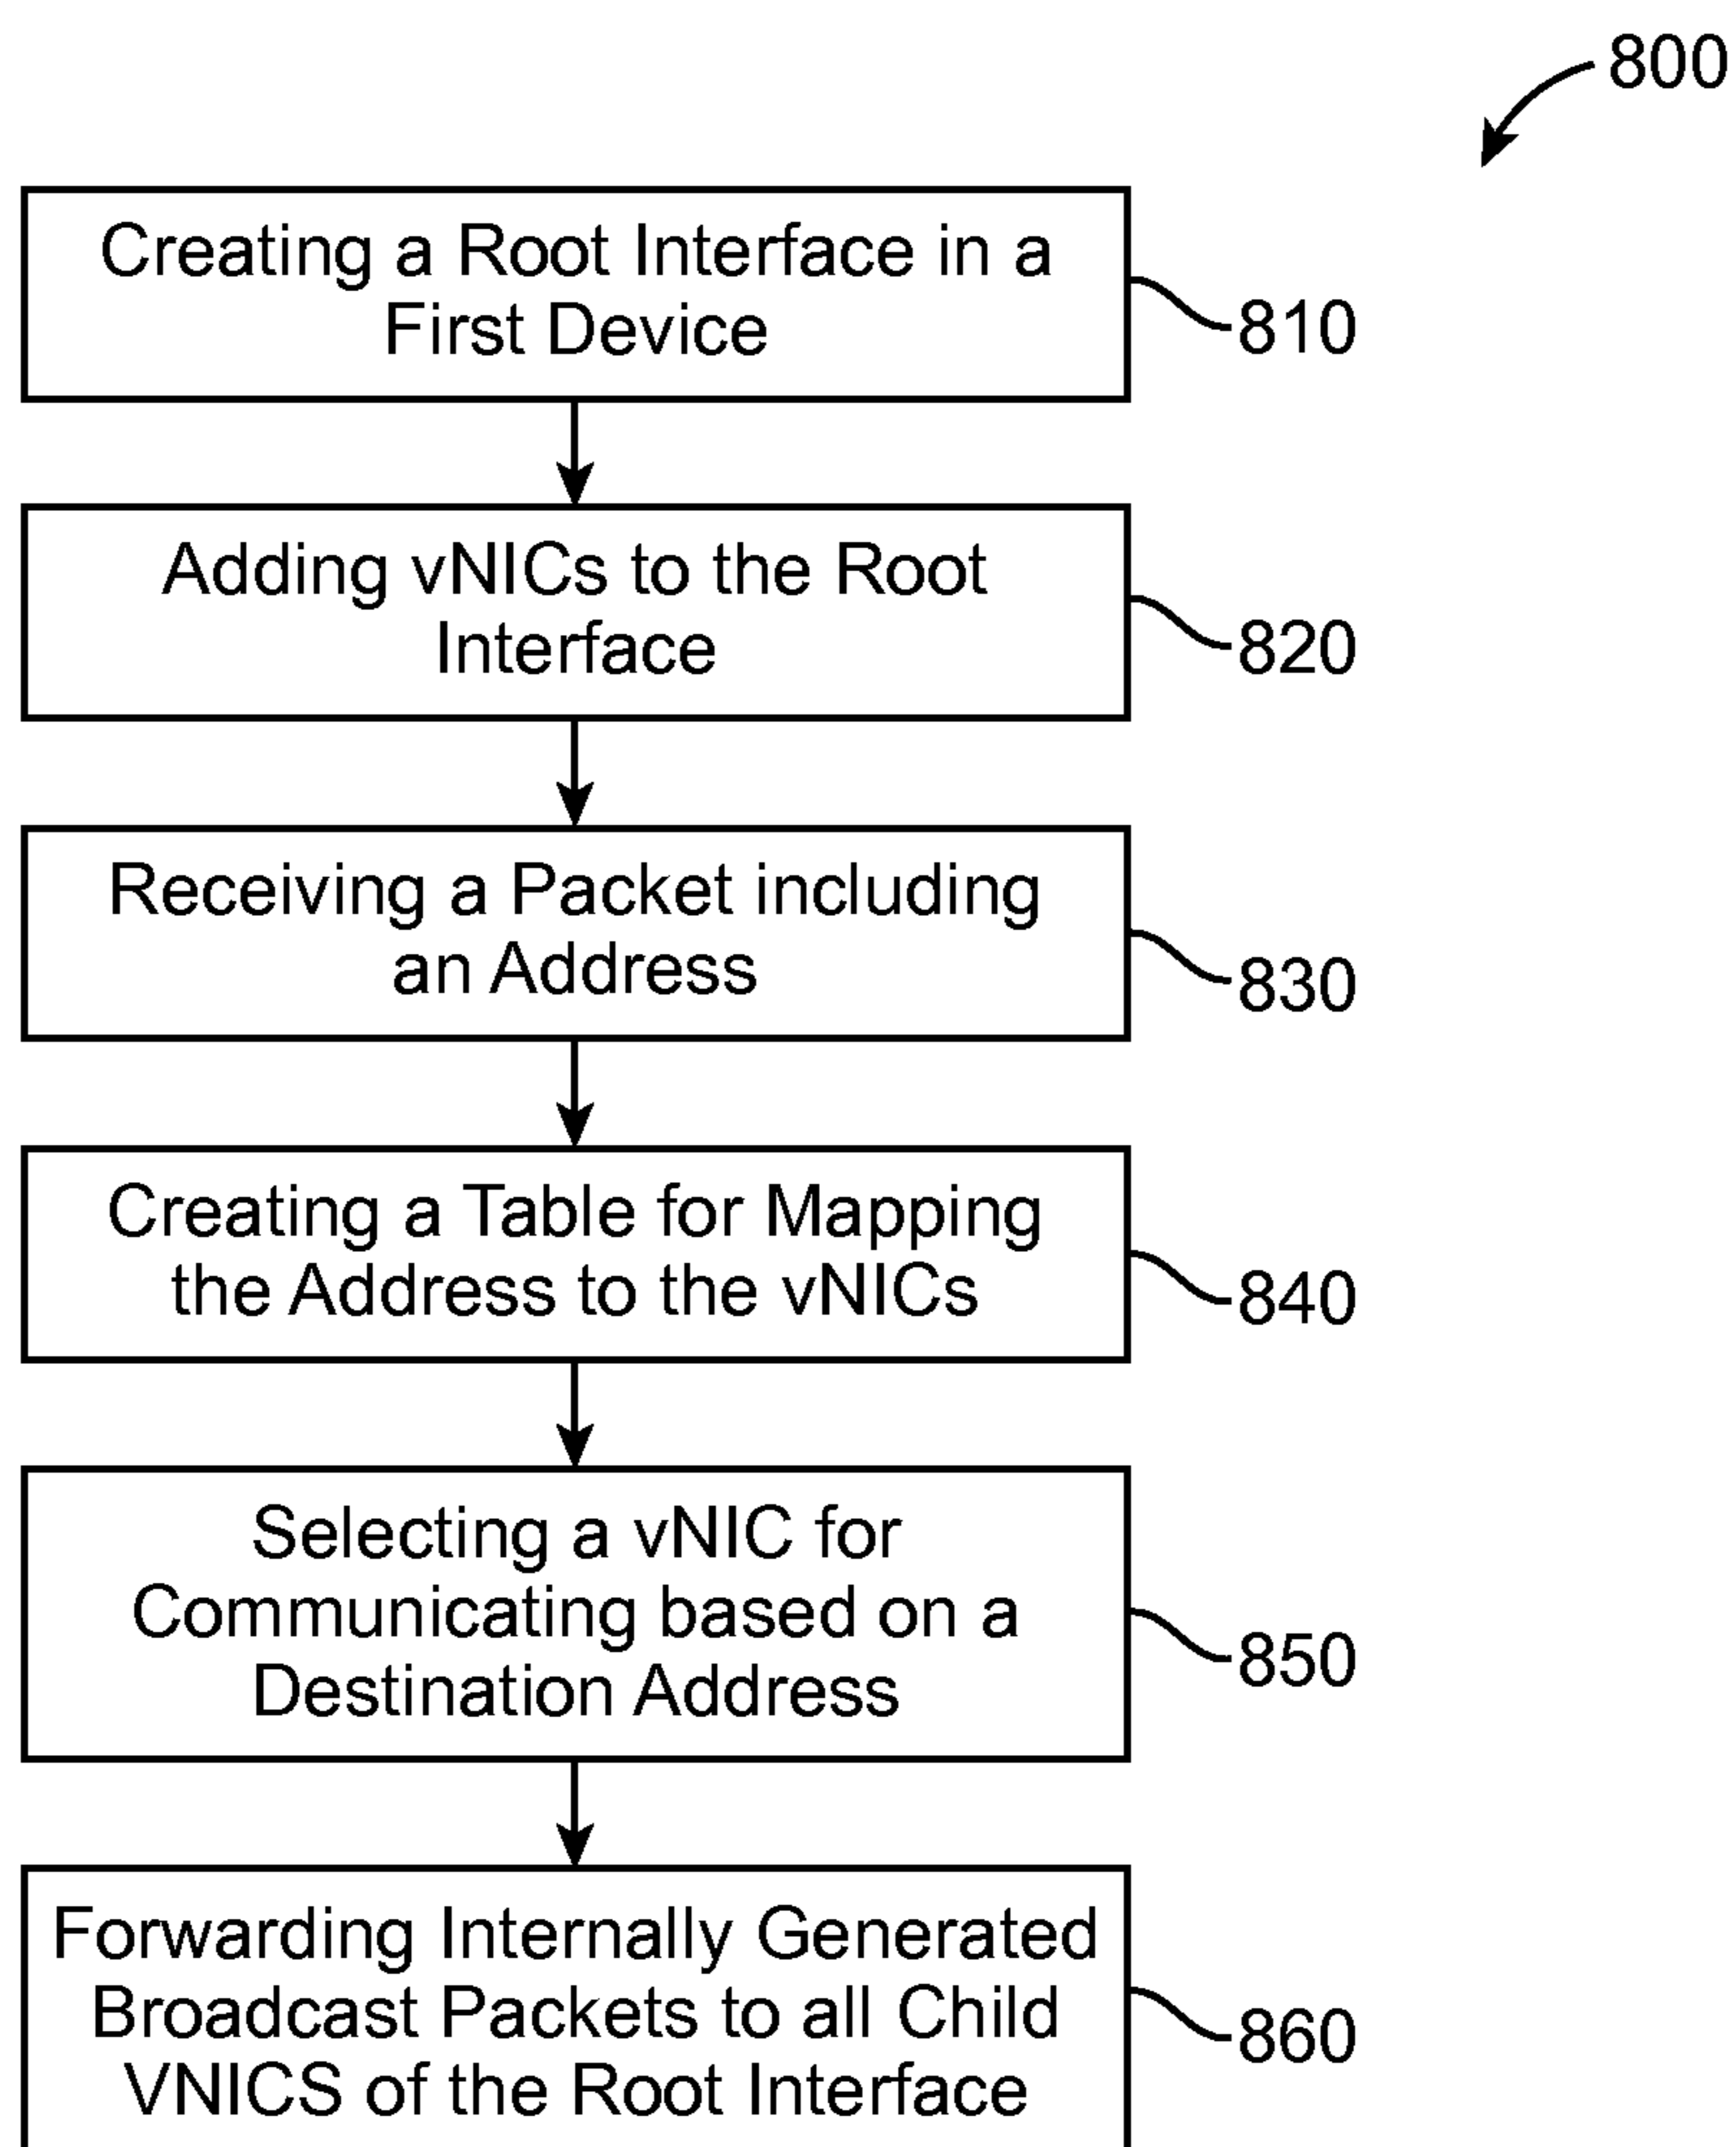 800
Creating a Root Interface in a
First Device
810
Adding vNICs to the Root
Interface
820
Receiving a Packet including
an Address
830
Creating a Table for Mapping
the Address to the vNICs
840
Selecting a vNIC for
Communicating based on a
Destination Address
850
Forwarding Internally Generated
Broadcast Packets to all Child
VNICS of the Root Interface
860